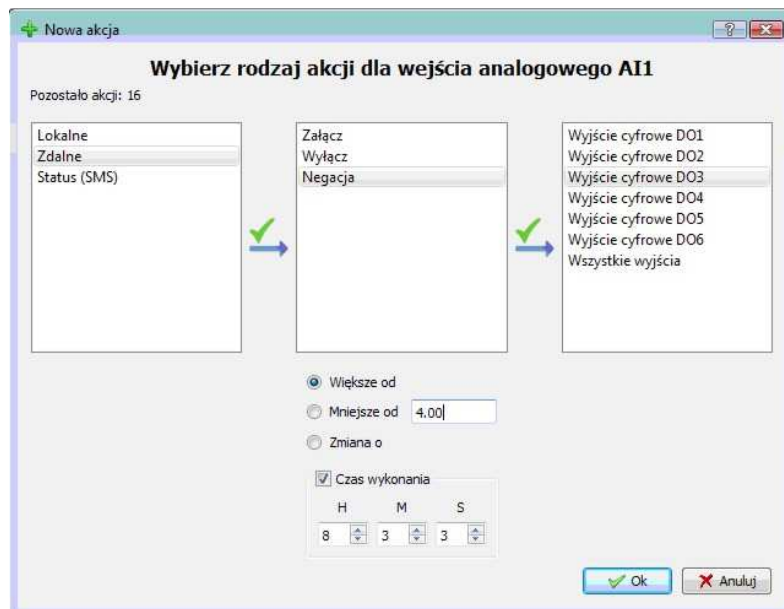 Nowa akcja
Wybierz rodzaj akcji dla wejścia analogowego AI1
Pozostało akcji: 16
Lokalne
Zdalne
Status (SMS)
Załącz
Wyłącz
Negacja
Wyjście cyfrowe DO1
Wyjście cyfrowe DO2
Wyjście cyfrowe DO3
Wyjście cyfrowe DO4
Wyjście cyfrowe DO5
Wyjście cyfrowe DO6
Wszystkie wyjścia
Większe od
Mniejsze od 4.00
Zmiana o
Czas wykonania
H M S
8 3 3
Ok Anuluj